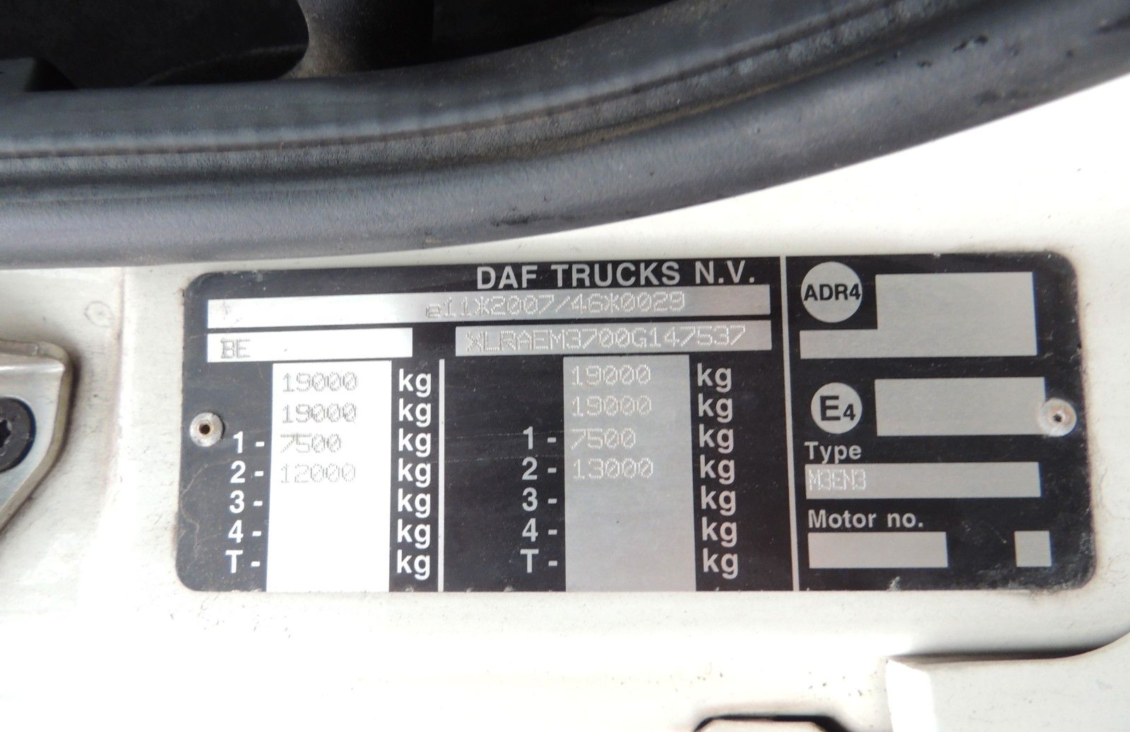 DAF TRUCKS N.V.
e11*2007/46*0029
BE XLRAEM3700G147537
19000 kg 19000 kg
19000 kg 19000 kg
1- 7500 kg 1- 7500 kg
2- 12000 kg 2- 13000 kg
3- kg 3- kg
4- kg 4- kg
T- kg T- kg
ADR4
E4
Type
M3EN3
Motor no.